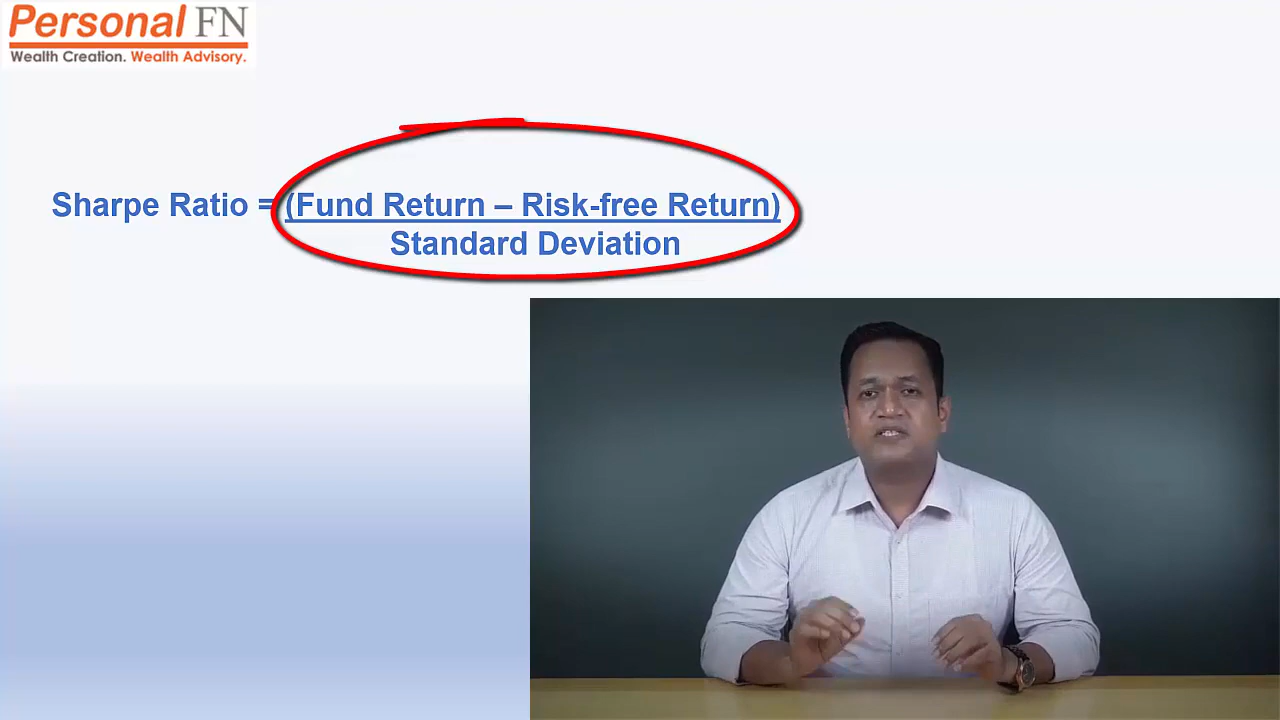 Personal FN
Wealth Creation. Wealth Advisory.
Sharpe Ratio = (Fund Return – Risk-free Return)
Standard Deviation